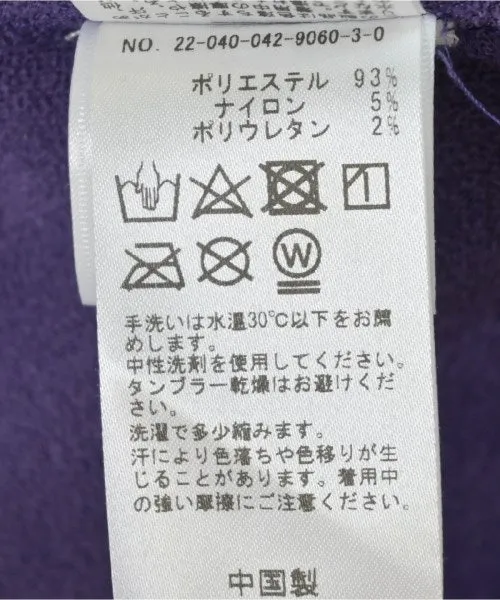 NO. 22-040-042-9060-3-0
ポリエステル 93%
ナイロン 5%
ポリウレタン 2%
W
手洗いは水温30℃以下をお薦
めします。
中性洗剤を使用してください。
タンブラー乾燥はお避けくだ
さい。
洗濯で多少縮みます。
汗により色落ちや色移りが生
じることがあります。着用中
の強い摩擦にご注意ください。
中国製